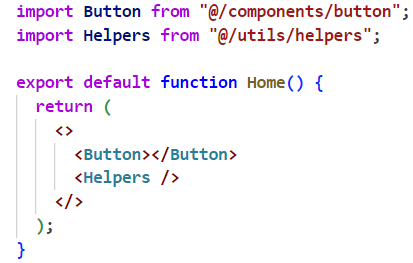 import Button from "@/components/button";
import Helpers from "@/utils/helpers";

export default function Home() {
  return (
    <>
      <Button></Button>
      <Helpers />
    </>
  );
}